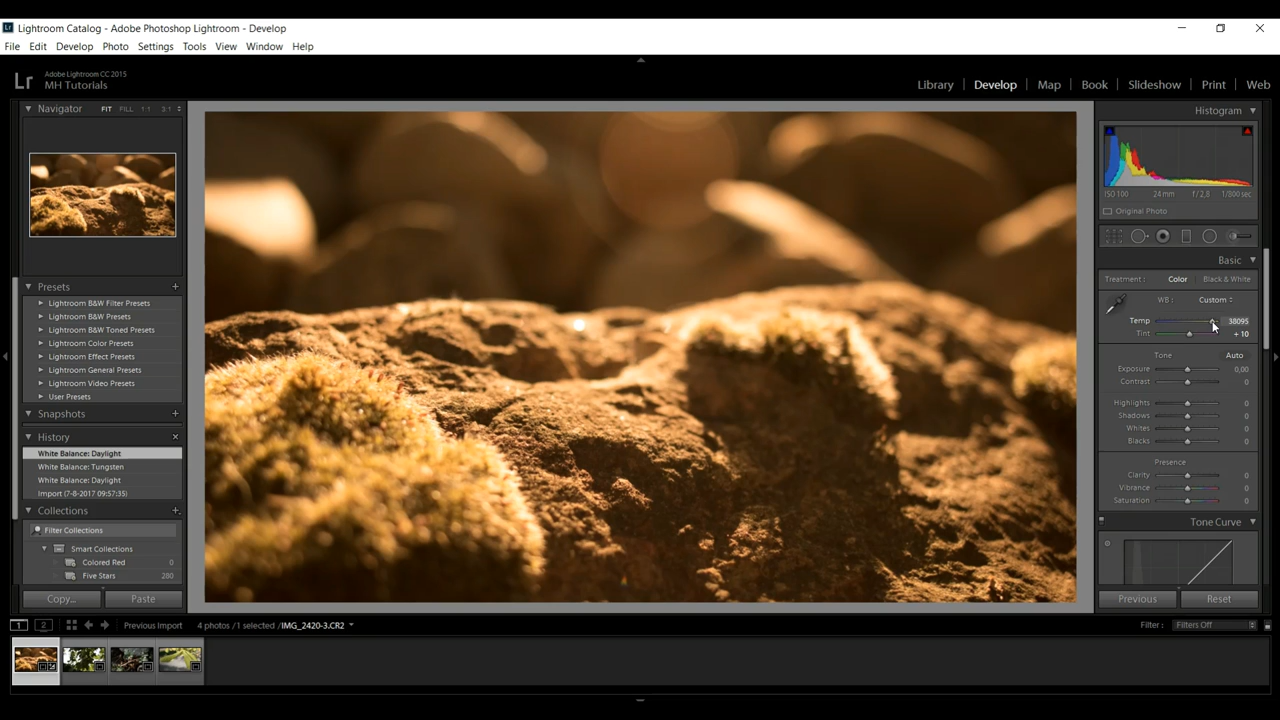 Lr Lightroom Catalog - Adobe Photoshop Lightroom - Develop
File Edit Develop Photo Settings Tools View Window Help
Lr Adobe Lightroom CC 2015
MH Tutorials
Library | Develop | Map | Book | Slideshow | Print | Web
Navigator FIT FILL 1:1 3:1
Presets +
Lightroom B&W Filter Presets
Lightroom B&W Presets
Lightroom B&W Toned Presets
Lightroom Color Presets
Lightroom Effect Presets
Lightroom General Presets
Lightroom Video Presets
User Presets
Snapshots +
History ×
White Balance: Daylight
White Balance: Tungsten
White Balance: Daylight
Import (7-8-2017 09:57:35)
Collections +
Filter Collections
Smart Collections
Colored Red 0
Five Stars 280
Copy... Paste
Histogram
ISO 100 24 mm f / 2,8 1/800 sec
Original Photo
Basic
Treatment : Color Black & White
WB : Custom
Temp 38095
Tint + 10
Tone Auto
Exposure 0,00
Contrast 0
Highlights 0
Shadows 0
Whites 0
Blacks 0
Presence
Clarity 0
Vibrance 0
Saturation 0
Tone Curve
Previous Reset
1 2 Previous Import 4 photos / 1 selected / IMG_2420-3.CR2 Filter : Filters Off